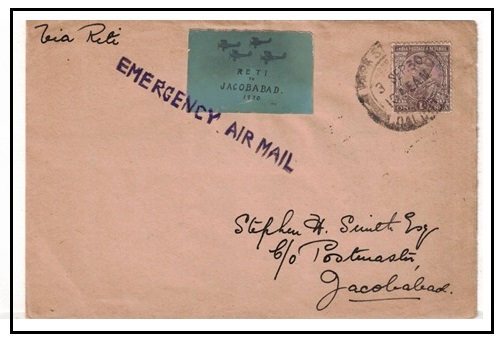 Via Reti
RETI
TO
JACOBABAD.
1930
EMERGENCY AIR MAIL
Stephen H. Smith Esq
C/o Postmaster
Jacobabad.